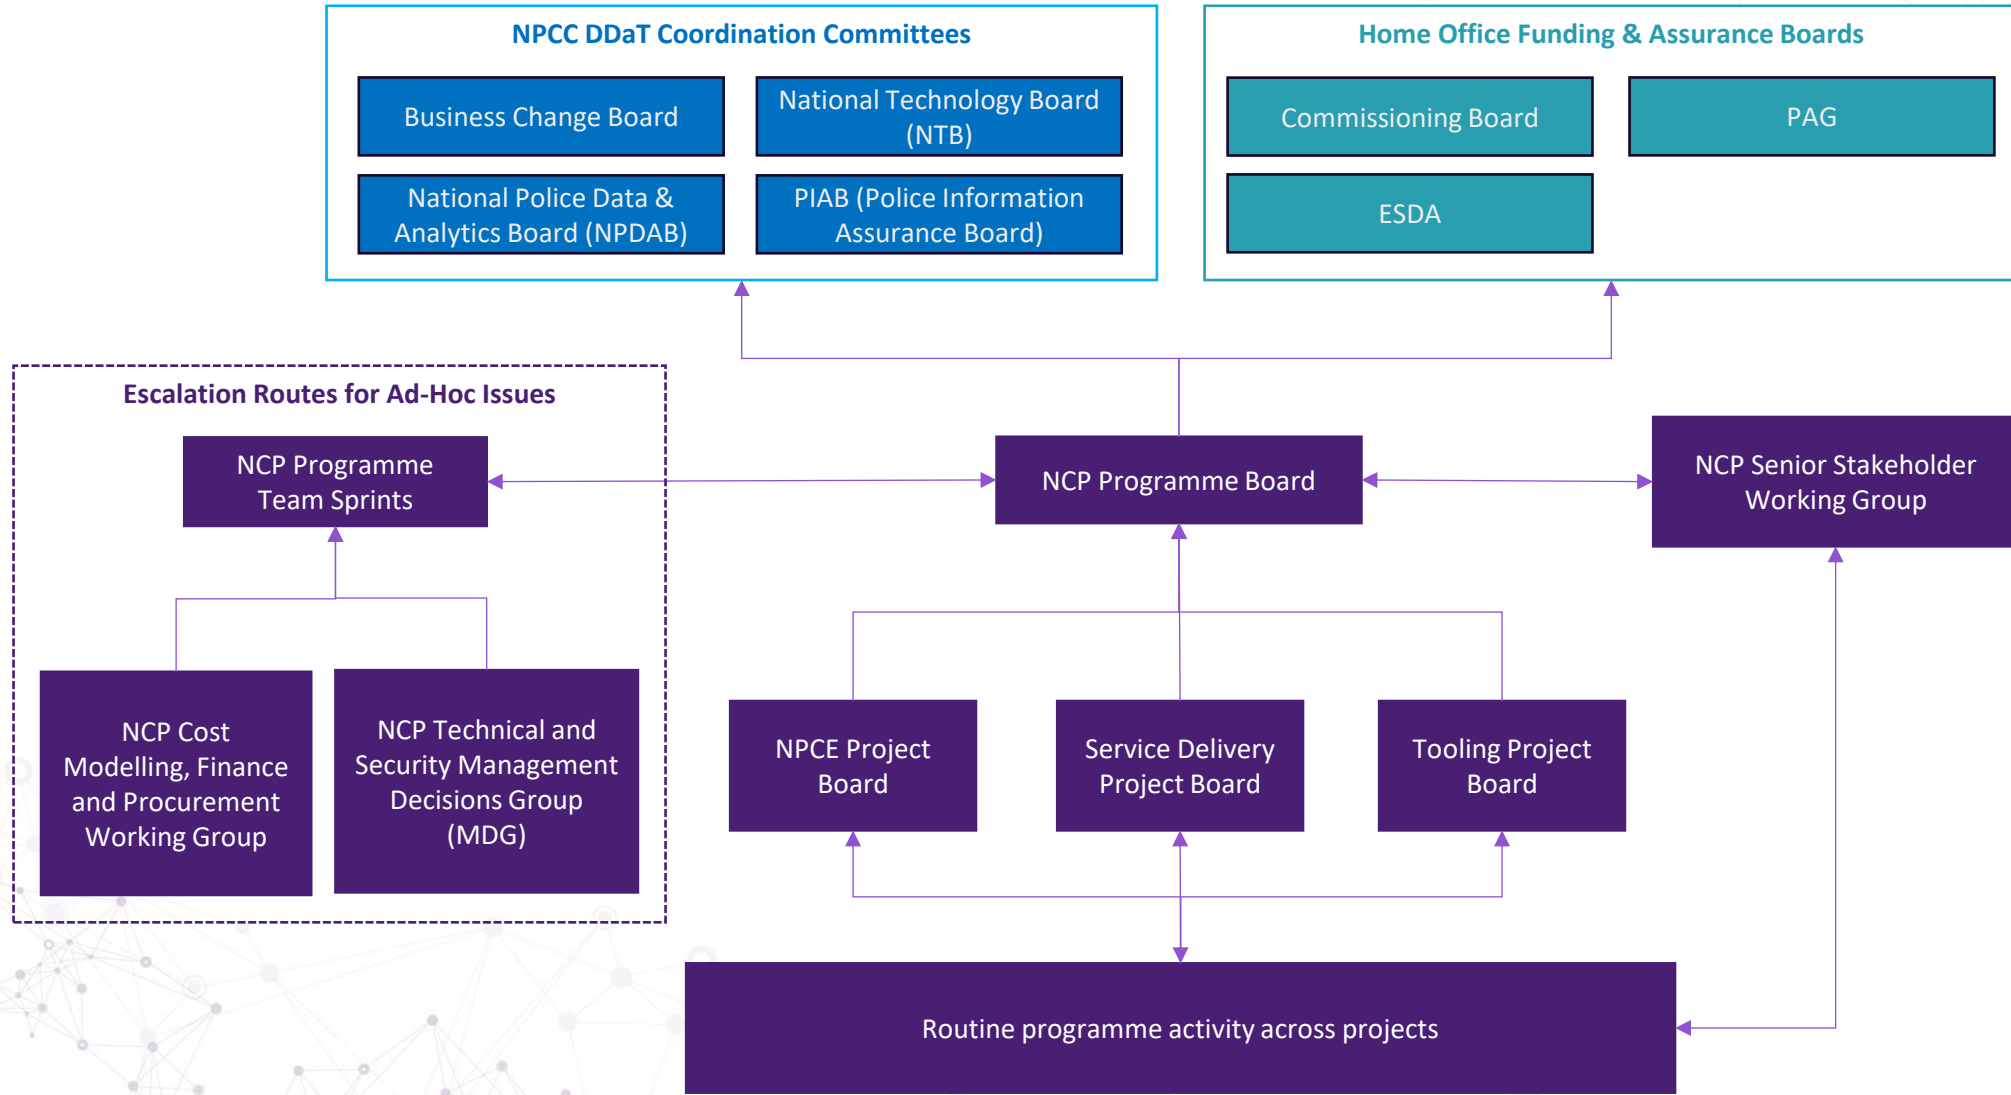 NPCC DDaT Coordination Committees
Business Change Board
National Technology Board
(NTB)
National Police Data &
Analytics Board (NPDAB)
PIAB (Police Information
Assurance Board)
Home Office Funding & Assurance Boards
Commissioning Board
PAG
ESDA
Escalation Routes for Ad-Hoc Issues
NCP Programme
Team Sprints
NCP Programme Board
NCP Senior Stakeholder
Working Group
NCP Cost
Modelling, Finance
and Procurement
Working Group
NCP Technical and
Security Management
Decisions Group
(MDG)
NPCE Project
Board
Service Delivery
Project Board
Tooling Project
Board
Routine programme activity across projects